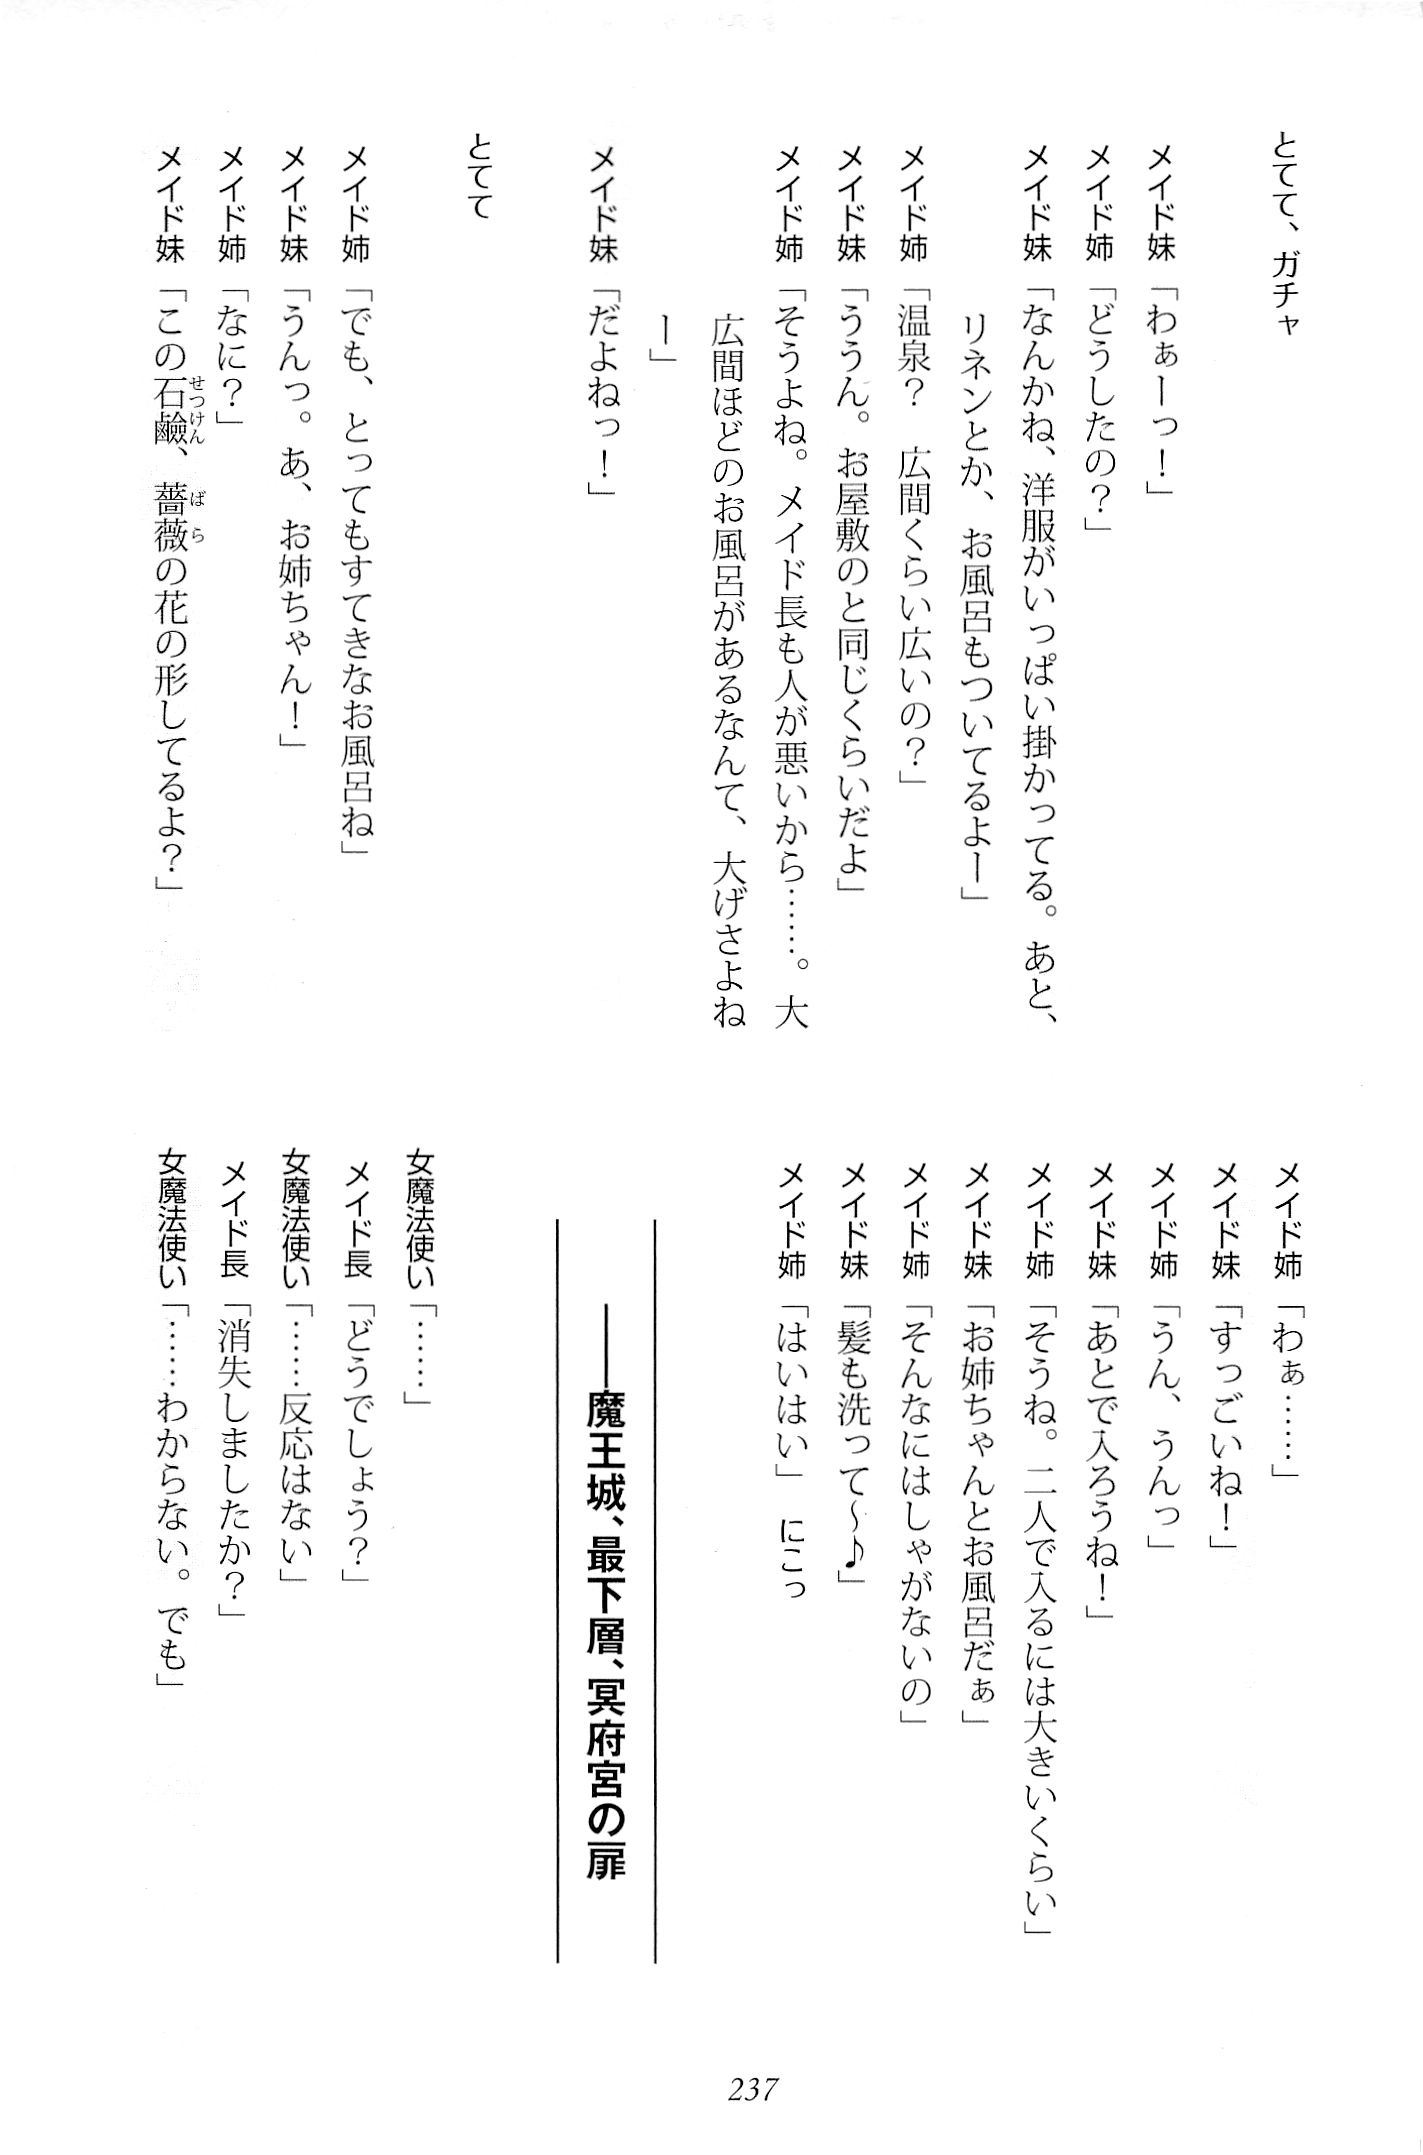 とてて、ガチャ
メイド妹「わぁーっ！」
メイド姉「どうしたの？」
メイド妹「なんかね、洋服がいっぱい掛かってる。あと、
リネンとか、お風呂もついてるよー」
メイド姉「温泉？　広間くらい広いの？」
メイド妹「ううん。お屋敷のと同じくらいだよ」
メイド姉「そうよね。メイド長も人が悪いから……。大
広間ほどのお風呂があるなんて、大げさよね
ー」
メイド妹「だよねっ！」
とてて
メイド姉「でも、とってもすてきなお風呂ね」
メイド妹「うんっ。あ、お姉ちゃん！」
メイド姉「なに？」
メイド妹「この石鹼、薔薇の花の形してるよ？」
メイド姉「わぁ……」
メイド妹「すっごいね！」
メイド姉「うん、うんっ」
メイド妹「あとで入ろうね！」
メイド姉「そうね。二人で入るには大きいくらい」
メイド妹「お姉ちゃんとお風呂だぁ」
メイド姉「そんなにはしゃがないの」
メイド妹「髪も洗って～♪」
メイド姉「はいはい」　にこっ
――魔王城、最下層、冥府宮の扉
女魔法使い「……」
メイド長「どうでしょう？」
女魔法使い「……反応はない」
メイド長「消失しましたか？」
女魔法使い「……わからない。でも」
237